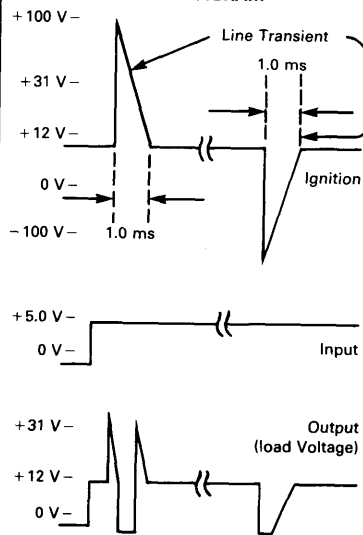 + 100 V –
Line Transient
1.0 ms
+ 31 V –
+ 12 V –
0 V –
Ignition
– 100 V –
1.0 ms
+ 5.0 V –
0 V –
Input
+ 31 V –
Output
(load Voltage)
+ 12 V –
0 V –